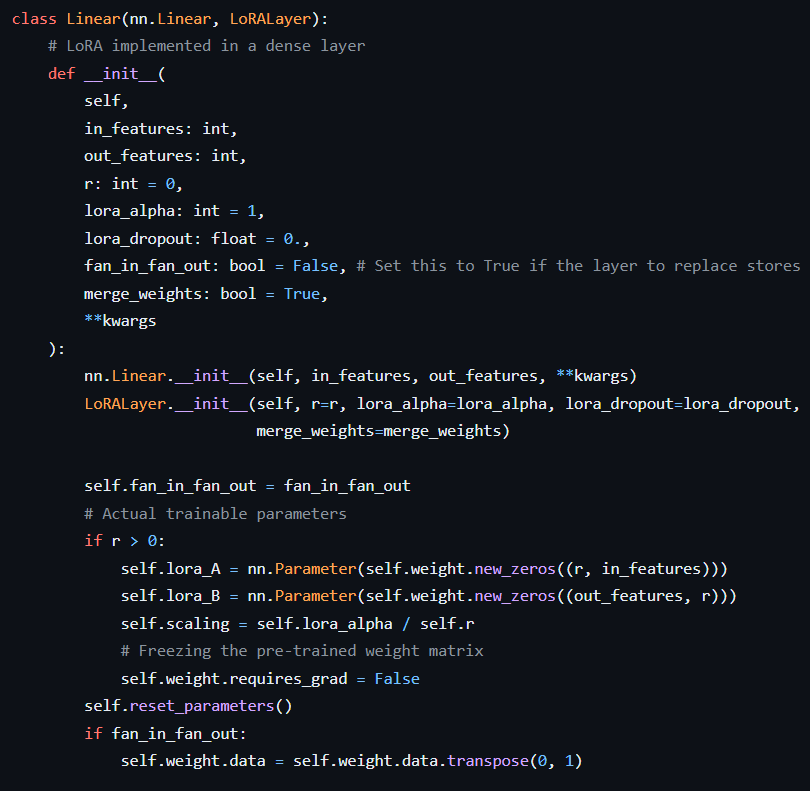 class Linear(nn.Linear, LoRALayer):
    # LoRA implemented in a dense layer
    def __init__(
        self,
        in_features: int,
        out_features: int,
        r: int = 0,
        lora_alpha: int = 1,
        lora_dropout: float = 0.,
        fan_in_fan_out: bool = False, # Set this to True if the layer to replace stores
        merge_weights: bool = True,
        **kwargs
    ):
        nn.Linear.__init__(self, in_features, out_features, **kwargs)
        LoRALayer.__init__(self, r=r, lora_alpha=lora_alpha, lora_dropout=lora_dropout,
                           merge_weights=merge_weights)

        self.fan_in_fan_out = fan_in_fan_out
        # Actual trainable parameters
        if r > 0:
            self.lora_A = nn.Parameter(self.weight.new_zeros((r, in_features)))
            self.lora_B = nn.Parameter(self.weight.new_zeros((out_features, r)))
            self.scaling = self.lora_alpha / self.r
            # Freezing the pre-trained weight matrix
            self.weight.requires_grad = False
        self.reset_parameters()
        if fan_in_fan_out:
            self.weight.data = self.weight.data.transpose(0, 1)